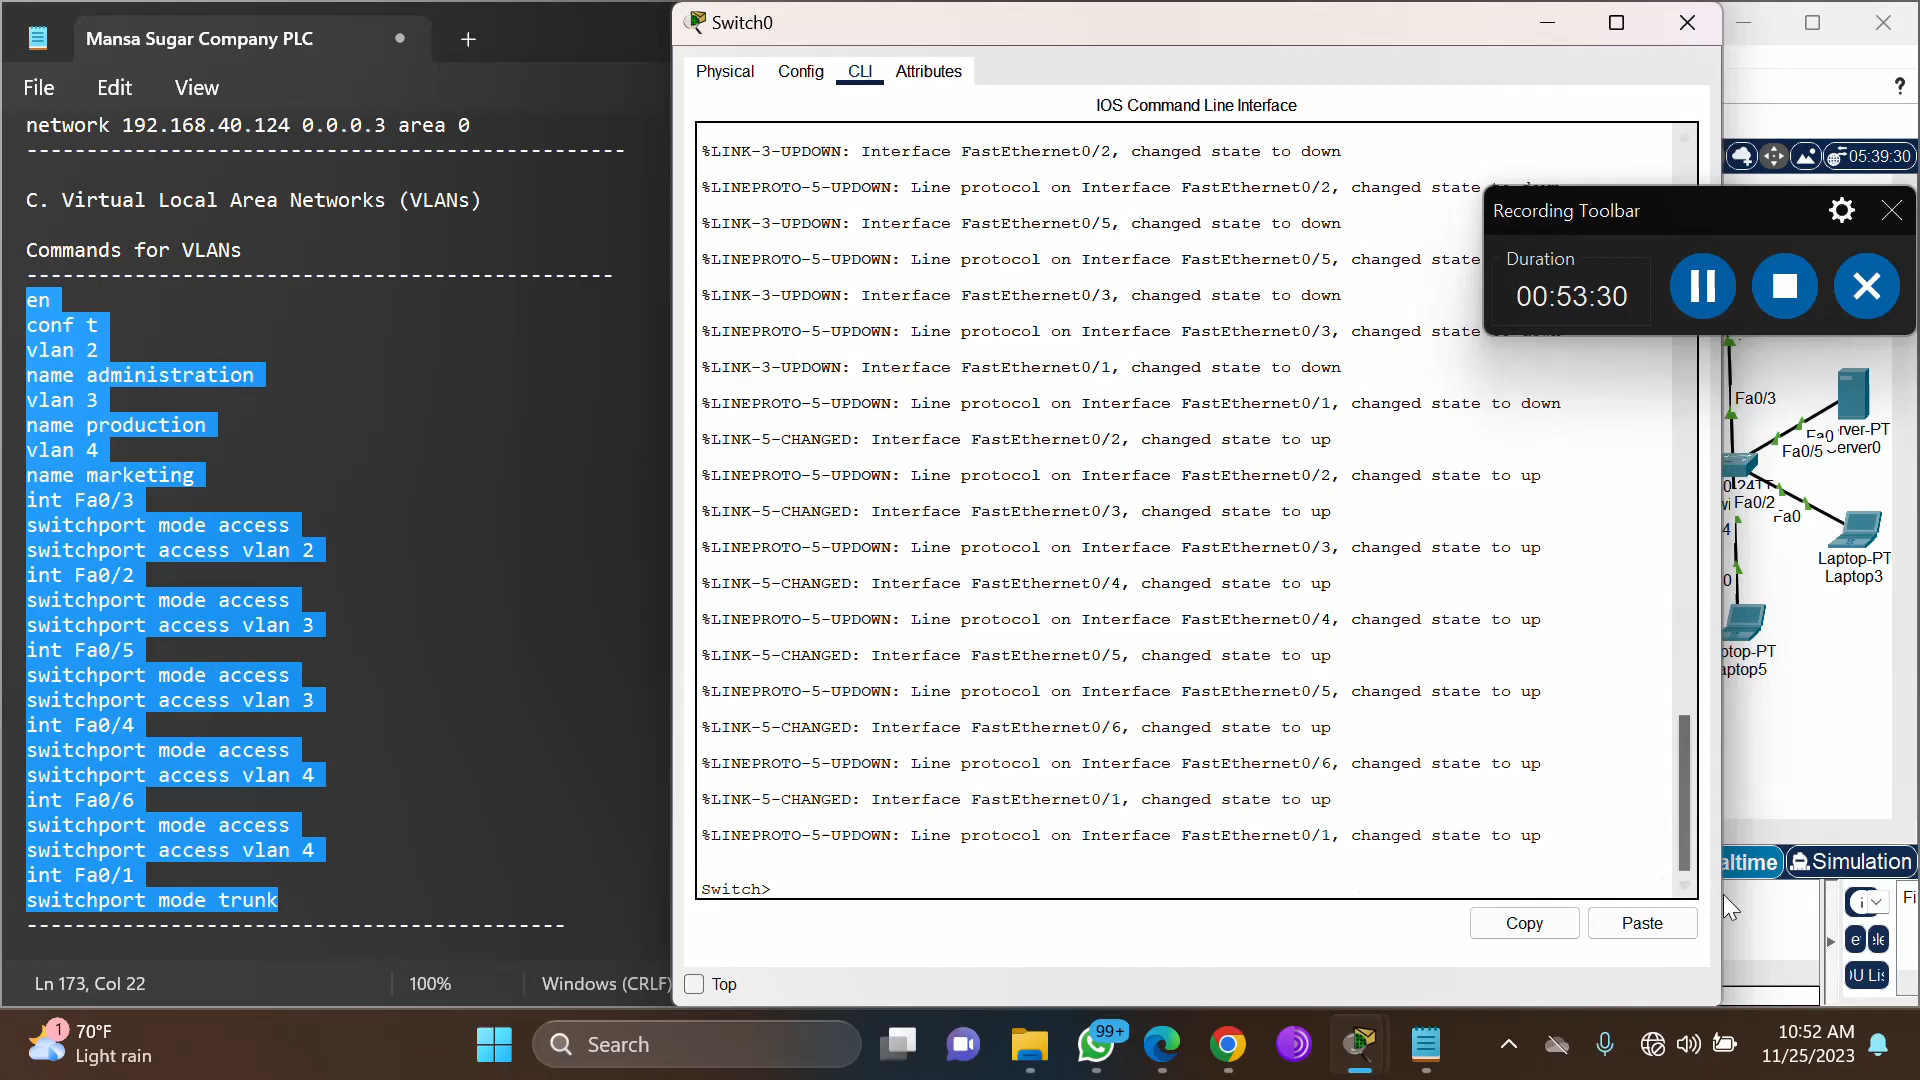 Mansa Sugar Company PLC
File Edit View
network 192.168.40.124 0.0.0.3 area 0
----------------------------------------------------
C. Virtual Local Area Networks (VLANs)
Commands for VLANs
---------------------------------------------------
en
conf t
vlan 2
name administration
vlan 3
name production
vlan 4
name marketing
int Fa0/3
switchport mode access
switchport access vlan 2
int Fa0/2
switchport mode access
switchport access vlan 3
int Fa0/5
switchport mode access
switchport access vlan 3
int Fa0/4
switchport mode access
switchport access vlan 4
int Fa0/6
switchport mode access
switchport access vlan 4
int Fa0/1
switchport mode trunk
-----------------------------------------------
Ln 173, Col 22
100%
Windows (CRLF)
Switch0
Physical Config CLI Attributes
IOS Command Line Interface
%LINK-3-UPDOWN: Interface FastEthernet0/2, changed state to down
%LINEPROTO-5-UPDOWN: Line protocol on Interface FastEthernet0/2, changed state to down
%LINK-3-UPDOWN: Interface FastEthernet0/5, changed state to down
%LINEPROTO-5-UPDOWN: Line protocol on Interface FastEthernet0/5, changed state
%LINK-3-UPDOWN: Interface FastEthernet0/3, changed state to down
%LINEPROTO-5-UPDOWN: Line protocol on Interface FastEthernet0/3, changed state to down
%LINK-3-UPDOWN: Interface FastEthernet0/1, changed state to down
%LINEPROTO-5-UPDOWN: Line protocol on Interface FastEthernet0/1, changed state to down
%LINK-5-CHANGED: Interface FastEthernet0/2, changed state to up
%LINEPROTO-5-UPDOWN: Line protocol on Interface FastEthernet0/2, changed state to up
%LINK-5-CHANGED: Interface FastEthernet0/3, changed state to up
%LINEPROTO-5-UPDOWN: Line protocol on Interface FastEthernet0/3, changed state to up
%LINK-5-CHANGED: Interface FastEthernet0/4, changed state to up
%LINEPROTO-5-UPDOWN: Line protocol on Interface FastEthernet0/4, changed state to up
%LINK-5-CHANGED: Interface FastEthernet0/5, changed state to up
%LINEPROTO-5-UPDOWN: Line protocol on Interface FastEthernet0/5, changed state to up
%LINK-5-CHANGED: Interface FastEthernet0/6, changed state to up
%LINEPROTO-5-UPDOWN: Line protocol on Interface FastEthernet0/6, changed state to up
%LINK-5-CHANGED: Interface FastEthernet0/1, changed state to up
%LINEPROTO-5-UPDOWN: Line protocol on Interface FastEthernet0/1, changed state to up
Switch>
Copy Paste
Top
?
05:39:30
Recording Toolbar
Duration
00:53:30
Fa0/3
rver-PT
Fa0
Fa0/5
erver0
Fa0/2
Fa0
4
0
Laptop-PT
Laptop3
ptop-PT
aptop5
altime
Simulation
Fi
1
70°F
Light rain
Search
99+
10:52 AM
11/25/2023